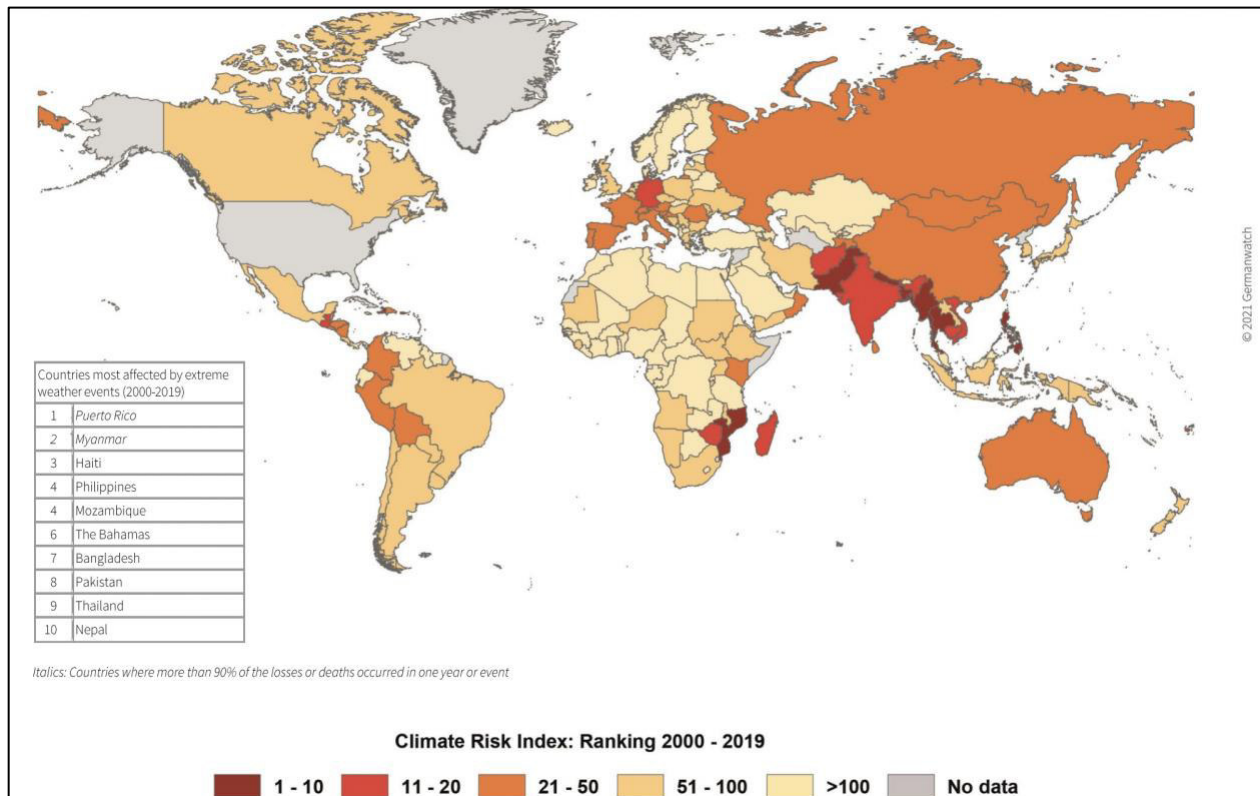 © 2021 Germanwatch
Countries most affected by extreme
weather events (2000-2019)
1 Puerto Rico
2 Myanmar
3 Haiti
4 Philippines
4 Mozambique
6 The Bahamas
7 Bangladesh
8 Pakistan
9 Thailand
10 Nepal
Italics: Countries where more than 90% of the losses or deaths occurred in one year or event
Climate Risk Index: Ranking 2000 - 2019
1 - 10 11 - 20 21 - 50 51 - 100 >100 No data